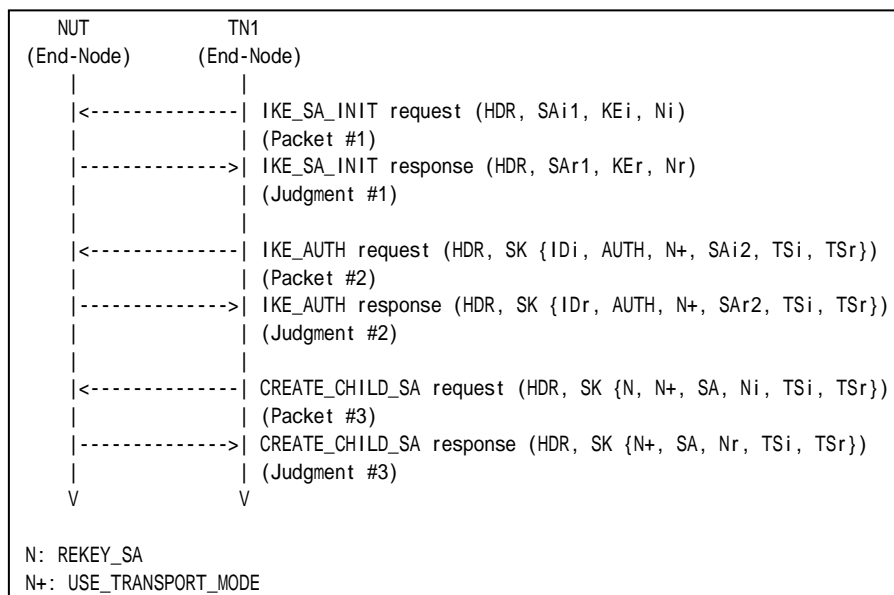 NUT TN1
(End-Node) (End-Node)
| |
|<--------------| IKE_SA_INIT request (HDR, SAi1, KEi, Ni)
| | (Packet #1)
|-------------->| IKE_SA_INIT response (HDR, SAr1, KEr, Nr)
| | (Judgment #1)
| |
|<--------------| IKE_AUTH request (HDR, SK {IDi, AUTH, N+, SAi2, TSi, TSr})
| | (Packet #2)
|-------------->| IKE_AUTH response (HDR, SK {IDr, AUTH, N+, SAr2, TSi, TSr})
| | (Judgment #2)
| |
|<--------------| CREATE_CHILD_SA request (HDR, SK {N, N+, SA, Ni, TSi, TSr})
| | (Packet #3)
|-------------->| CREATE_CHILD_SA response (HDR, SK {N+, SA, Nr, TSi, TSr})
| | (Judgment #3)
V V
N: REKEY_SA
N+: USE_TRANSPORT_MODE